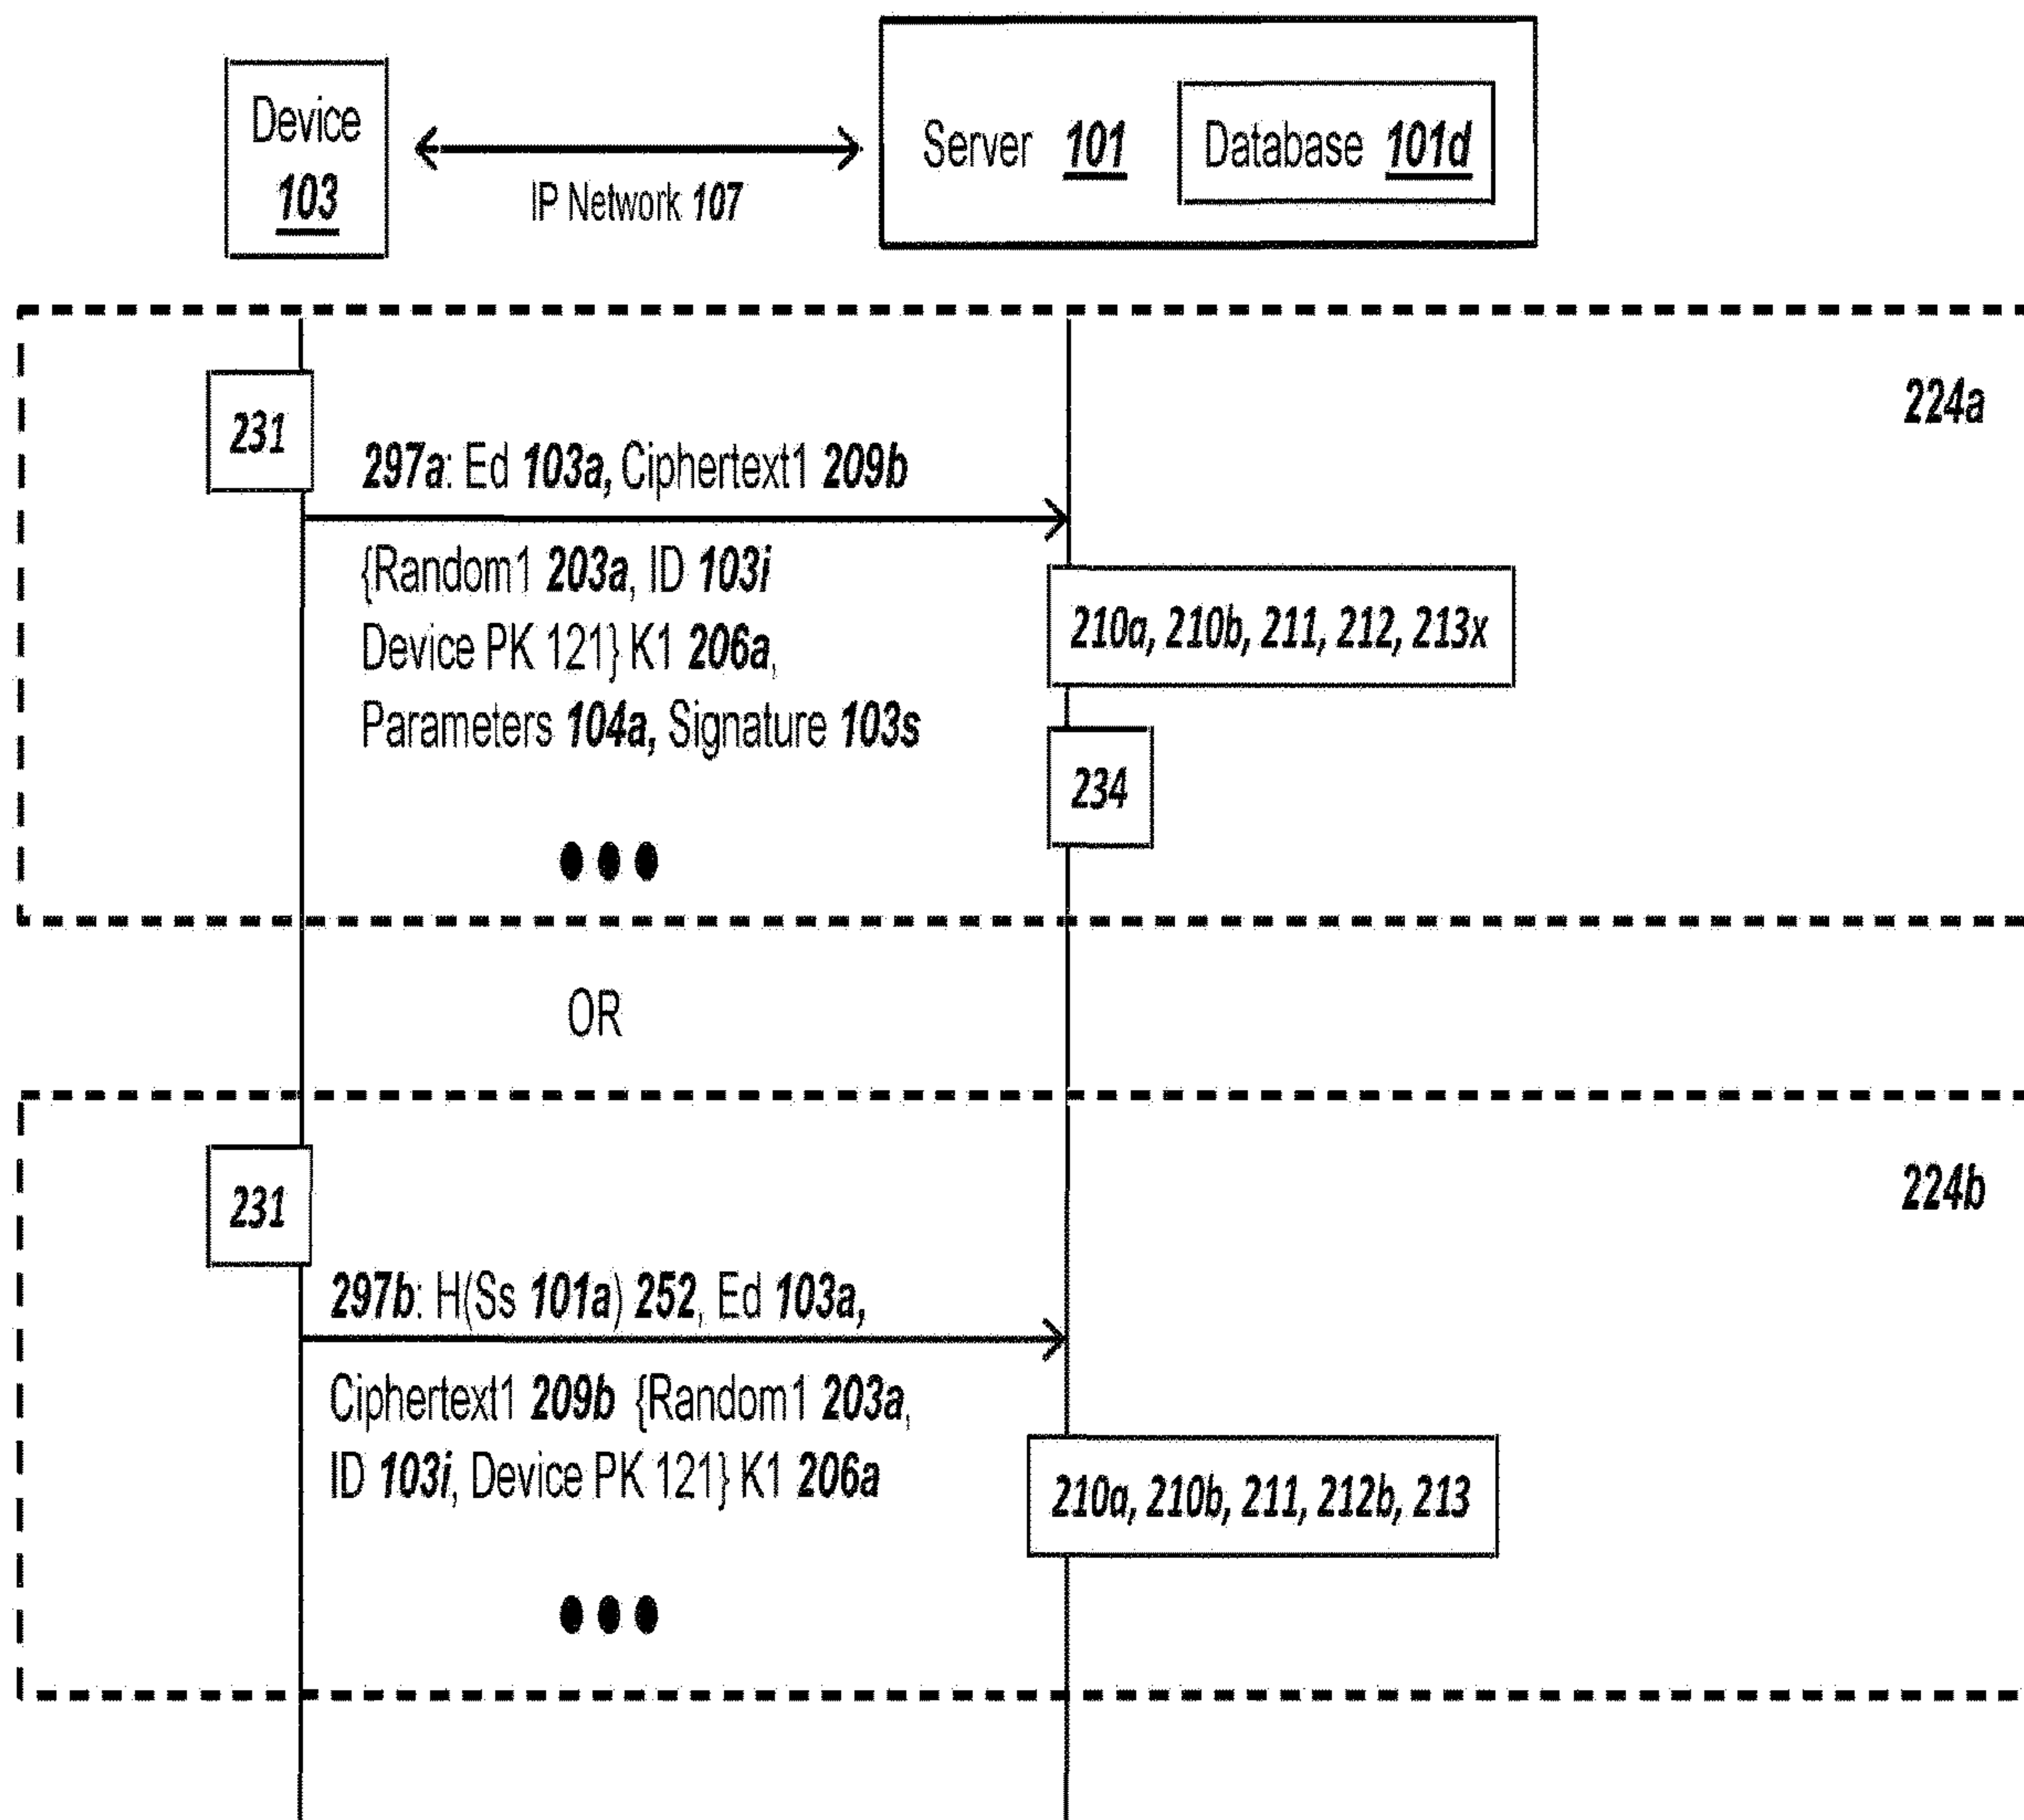 Device
103
IP Network 107
Server 101
Database 101d
224a
231
297a: Ed 103a, Ciphertext1 209b
{Random1 203a, ID 103i
Device PK 121} K1 206a,
Parameters 104a, Signature 103s
210a, 210b, 211, 212, 213x
234
OR
224b
231
297b: H(Ss 101a) 252, Ed 103a,
Ciphertext1 209b {Random1 203a,
ID 103i, Device PK 121} K1 206a
210a, 210b, 211, 212b, 213